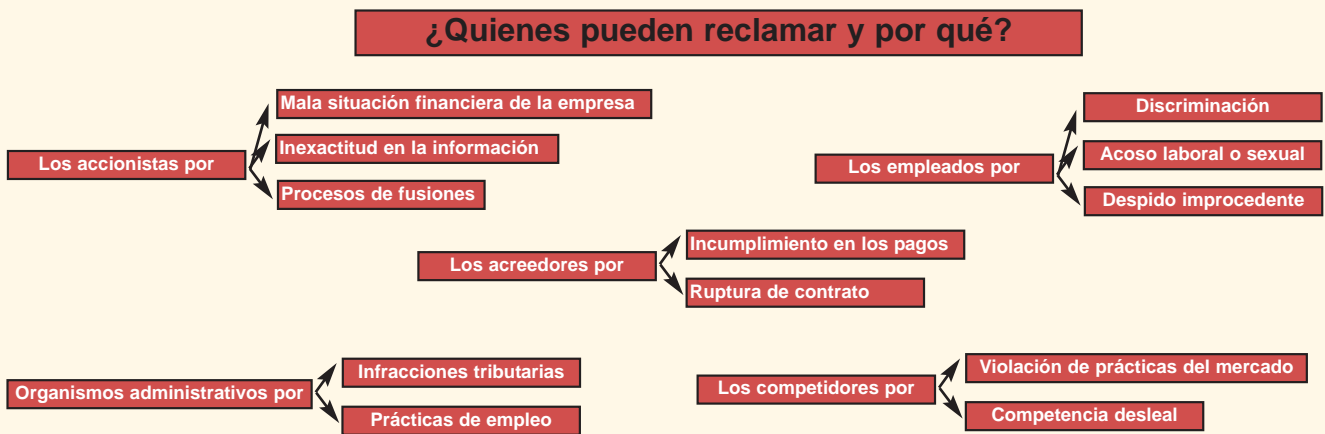 ¿Quienes pueden reclamar y por qué?
Los accionistas por
Mala situación financiera de la empresa
Inexactitud en la información
Procesos de fusiones
Los empleados por
Discriminación
Acoso laboral o sexual
Despido improcedente
Los acreedores por
Incumplimiento en los pagos
Ruptura de contrato
Organismos administrativos por
Infracciones tributarias
Prácticas de empleo
Los competidores por
Violación de prácticas del mercado
Competencia desleal